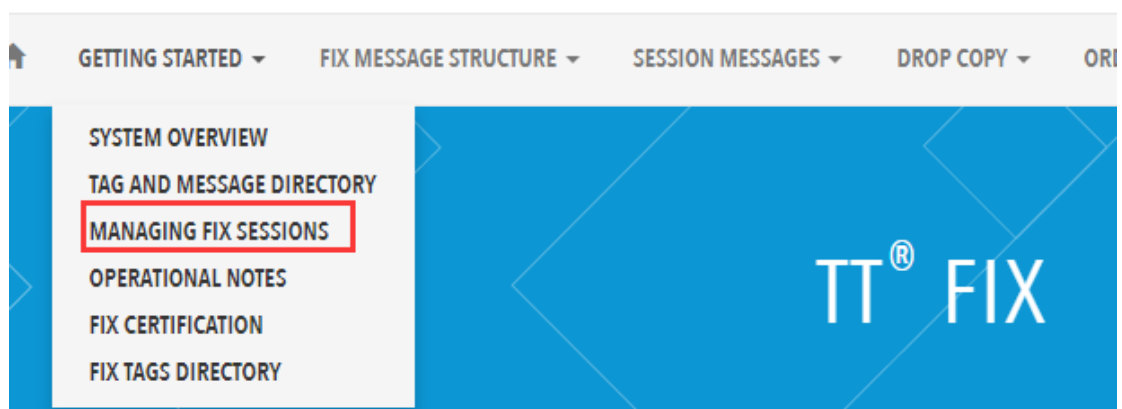 GETTING STARTED FIX MESSAGE STRUCTURE SESSION MESSAGES DROP COPY ORD
SYSTEM OVERVIEW
TAG AND MESSAGE DIRECTORY
MANAGING FIX SESSIONS
OPERATIONAL NOTES
FIX CERTIFICATION
FIX TAGS DIRECTORY
TT® FIX